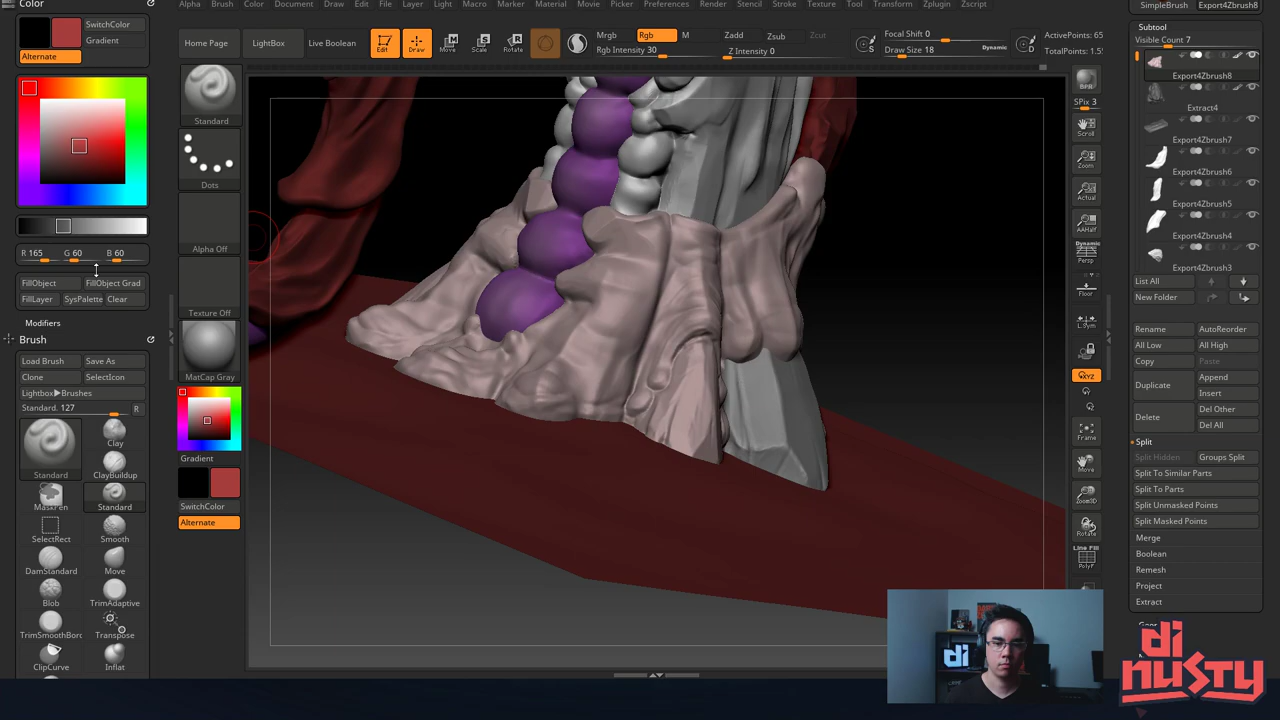 Color
Alpha Brush Color Document Draw Edit File Layer Light Macro Marker Material Movie Picker Preferences Render Stencil Stroke Texture Tool Transform Zplugin Zscript
SimpleBrush Export4Zbrush8
SwitchColor
Gradient
Alternate
Home Page LightBox Live Boolean Edit Draw Move Scale Rotate
Mrgb Rgb M Zadd Zsub Zcut
Rgb Intensity 30 Z Intensity 0
S Focal Shift 0
Draw Size 18 Dynamic
D ActivePoints: 65
TotalPoints: 1.5
Subtool
Visible Count 7
Export4Zbrush8
Extract4
Export4Zbrush7
Export4Zbrush6
Export4Zbrush5
Export4Zbrush4
Export4Zbrush3
List All
New Folder
Rename AutoReorder
All Low All High
Copy Paste
Duplicate Append
Insert
Delete Del Other
Del All
Split
Split Hidden Groups Split
Split To Similar Parts
Split To Parts
Split Unmasked Points
Split Masked Points
Merge
Boolean
Remesh
Project
Extract
R 165 G 60 B 60
FillObject FillObject Grad
FillLayer SysPalette Clear
Modifiers
Brush
Load Brush Save As
Clone SelectIcon
Lightbox▶Brushes
Standard. 127 R
Standard Clay
ClayBuildup
MaskPen Standard
SelectRect Smooth
DamStandard Move
Blob TrimAdaptive
TrimSmoothBorc Transpose
ClipCurve Inflat
Standard
Dots
Alpha Off
Texture Off
MatCap Gray
Gradient
SwitchColor
Alternate
BPR
SPix 3
Scroll
Zoom
Actual
AAHalf
Dynamic
Persp
Floor
L.Sym
XYZ
Frame
Move
Zoom3D
Rotate
Line Fill
PolyF
di
di
nusty